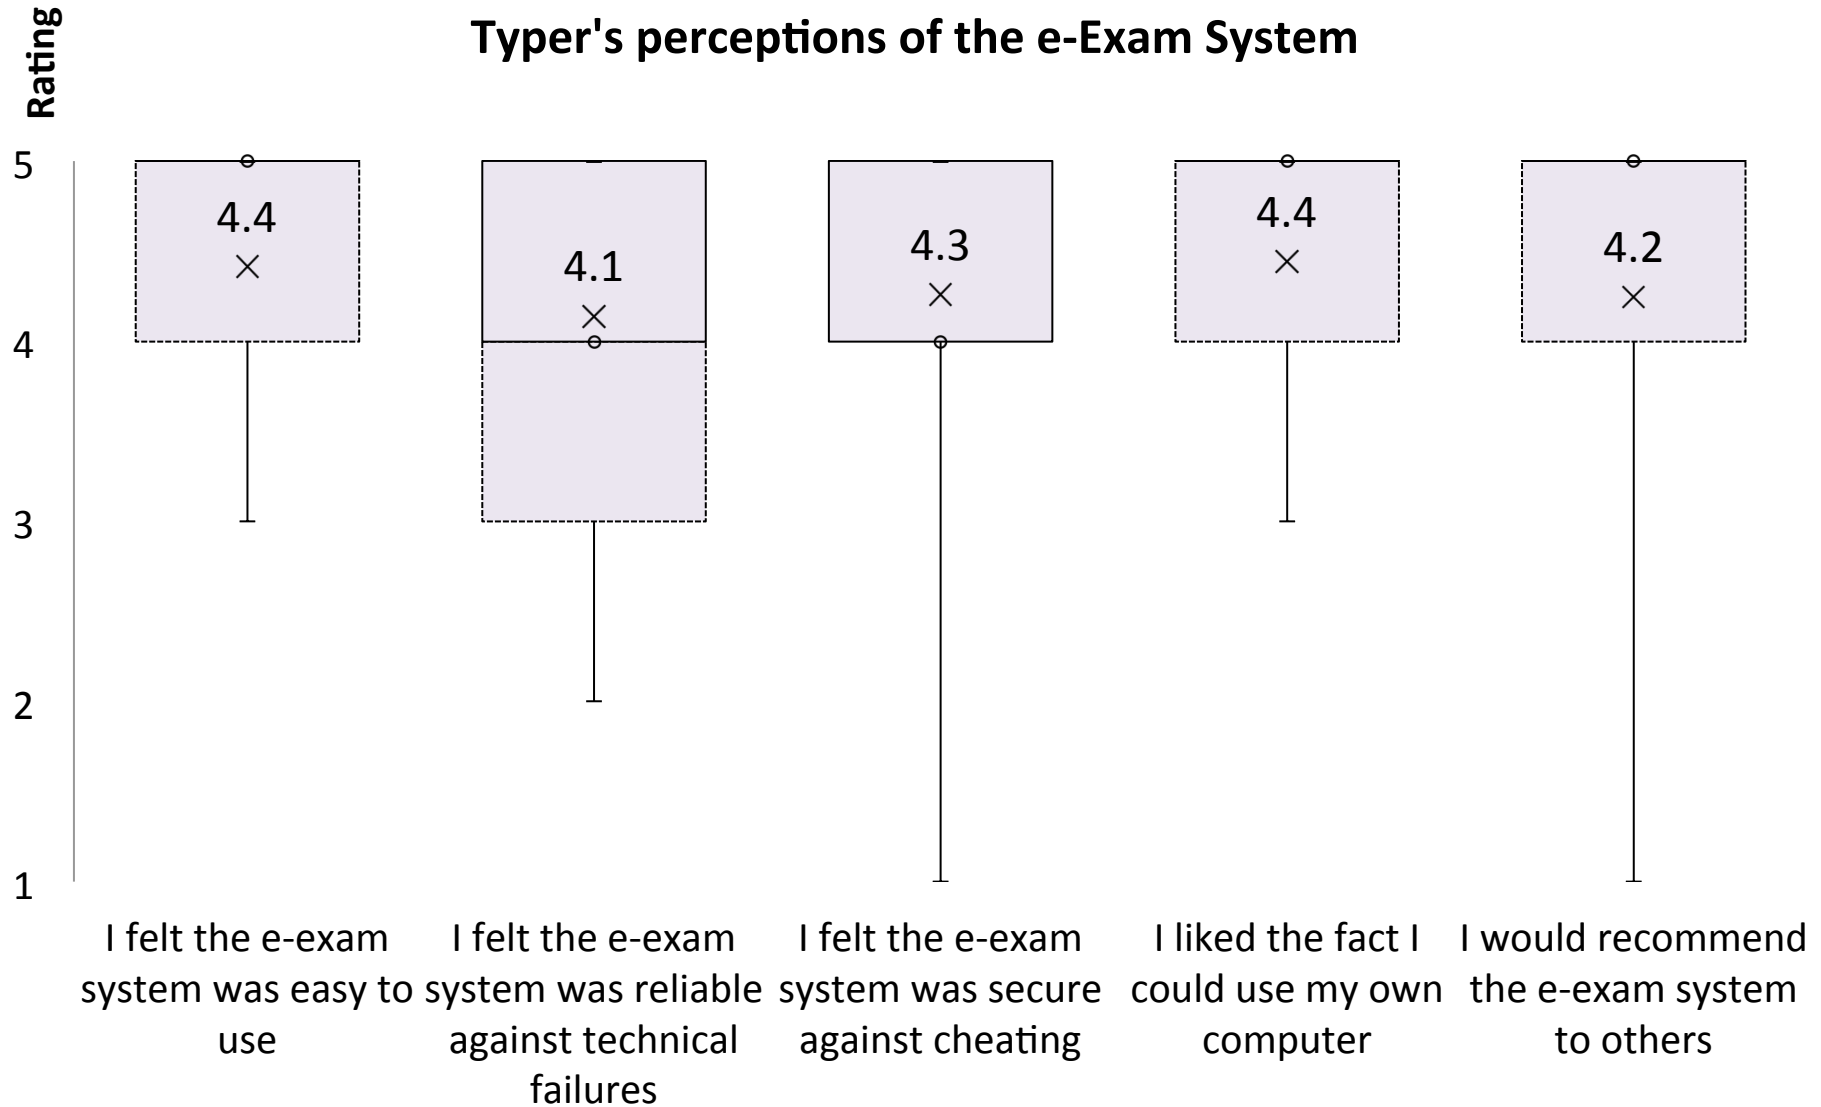 Rating
Typer's perceptions of the e-Exam System
5
4
3
2
1
4.4
4.1
4.3
4.4
4.2
I felt the e-exam
system was easy to
use
I felt the e-exam
system was reliable
against technical
failures
I felt the e-exam
system was secure
against cheating
I liked the fact I
could use my own
computer
I would recommend
the e-exam system
to others